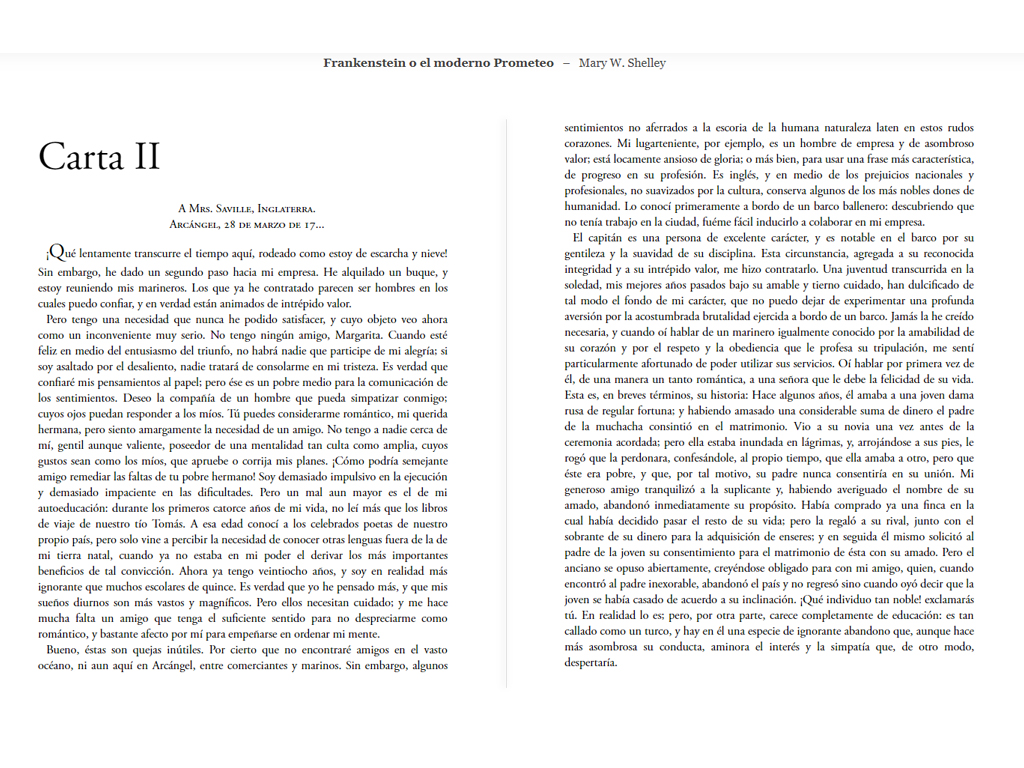 Frankenstein o el moderno Prometeo – Mary W. Shelley
Carta II
A Mrs. Saville, Inglaterra.
Arcángel, 28 de marzo de 17...
¡Qué lentamente transcurre el tiempo aquí, rodeado como estoy de escarcha y nieve!
Sin embargo, he dado un segundo paso hacia mi empresa. He alquilado un buque, y
estoy reuniendo mis marineros. Los que ya he contratado parecen ser hombres en los
cuales puedo confiar, y en verdad están animados de intrépido valor.
Pero tengo una necesidad que nunca he podido satisfacer, y cuyo objeto veo ahora
como un inconveniente muy serio. No tengo ningún amigo, Margarita. Cuando esté
feliz en medio del entusiasmo del triunfo, no habrá nadie que participe de mi alegría; si
soy asaltado por el desaliento, nadie tratará de consolarme en mi tristeza. Es verdad que
confiaré mis pensamientos al papel; pero ése es un pobre medio para la comunicación de
los sentimientos. Deseo la compañía de un hombre que pueda simpatizar conmigo;
cuyos ojos puedan responder a los míos. Tú puedes considerarme romántico, mi querida
hermana, pero siento amargamente la necesidad de un amigo. No tengo a nadie cerca de
mí, gentil aunque valiente, poseedor de una mentalidad tan culta como amplia, cuyos
gustos sean como los míos, que apruebe o corrija mis planes. ¡Cómo podría semejante
amigo remediar las faltas de tu pobre hermano! Soy demasiado impulsivo en la ejecución
y demasiado impaciente en las dificultades. Pero un mal aun mayor es el de mi
autoeducación: durante los primeros catorce años de mi vida, no leí más que los libros
de viaje de nuestro tío Tomás. A esa edad conocí a los celebrados poetas de nuestro
propio país, pero solo vine a percibir la necesidad de conocer otras lenguas fuera de la de
mi tierra natal, cuando ya no estaba en mi poder el derivar los más importantes
beneficios de tal convicción. Ahora ya tengo veintiocho años, y soy en realidad más
ignorante que muchos escolares de quince. Es verdad que yo he pensado más, y que mis
sueños diurnos son más vastos y magníficos. Pero ellos necesitan cuidado; y me hace
mucha falta un amigo que tenga el suficiente sentido para no despreciarme como
romántico, y bastante afecto por mí para empeñarse en ordenar mi mente.
Bueno, éstas son quejas inútiles. Por cierto que no encontraré amigos en el vasto
océano, ni aun aquí en Arcángel, entre comerciantes y marinos. Sin embargo, algunos
sentimientos no aferrados a la escoria de la humana naturaleza laten en estos rudos
corazones. Mi lugarteniente, por ejemplo, es un hombre de empresa y de asombroso
valor; está locamente ansioso de gloria; o más bien, para usar una frase más característica,
de progreso en su profesión. Es inglés, y en medio de los prejuicios nacionales y
profesionales, no suavizados por la cultura, conserva algunos de los más nobles dones de
humanidad. Lo conocí primeramente a bordo de un barco ballenero: descubriendo que
no tenía trabajo en la ciudad, fuéme fácil inducirlo a colaborar en mi empresa.
El capitán es una persona de excelente carácter, y es notable en el barco por su
gentileza y la suavidad de su disciplina. Esta circunstancia, agregada a su reconocida
integridad y a su intrépido valor, me hizo contratarlo. Una juventud transcurrida en la
soledad, mis mejores años pasados bajo su amable y tierno cuidado, han dulcificado de
tal modo el fondo de mi carácter, que no puedo dejar de experimentar una profunda
aversión por la acostumbrada brutalidad ejercida a bordo de un barco. Jamás la he creído
necesaria, y cuando oí hablar de un marinero igualmente conocido por la amabilidad de
su corazón y por el respeto y la obediencia que le profesa su tripulación, me sentí
particularmente afortunado de poder utilizar sus servicios. Oí hablar por primera vez de
él, de una manera un tanto romántica, a una señora que le debe la felicidad de su vida.
Esta es, en breves términos, su historia: Hace algunos años, él amaba a una joven dama
rusa de regular fortuna; y habiendo amasado una considerable suma de dinero el padre
de la muchacha consintió en el matrimonio. Vio a su novia una vez antes de la
ceremonia acordada; pero ella estaba inundada en lágrimas, y, arrojándose a sus pies, le
rogó que la perdonara, confesándole, al propio tiempo, que ella amaba a otro, pero que
éste era pobre, y que, por tal motivo, su padre nunca consentiría en su unión. Mi
generoso amigo tranquilizó a la suplicante y, habiendo averiguado el nombre de su
amado, abandonó inmediatamente su propósito. Había comprado ya una finca en la
cual había decidido pasar el resto de su vida; pero la regaló a su rival, junto con el
sobrante de su dinero para la adquisición de enseres; y en seguida él mismo solicitó al
padre de la joven su consentimiento para el matrimonio de ésta con su amado. Pero el
anciano se opuso abiertamente, creyéndose obligado para con mi amigo, quien, cuando
encontró al padre inexorable, abandonó el país y no regresó sino cuando oyó decir que la
joven se había casado de acuerdo a su inclinación. ¡Qué individuo tan noble! exclamarás
tú. En realidad lo es; pero, por otra parte, carece completamente de educación: es tan
callado como un turco, y hay en él una especie de ignorante abandono que, aunque hace
más asombrosa su conducta, aminora el interés y la simpatía que, de otro modo,
despertaría.